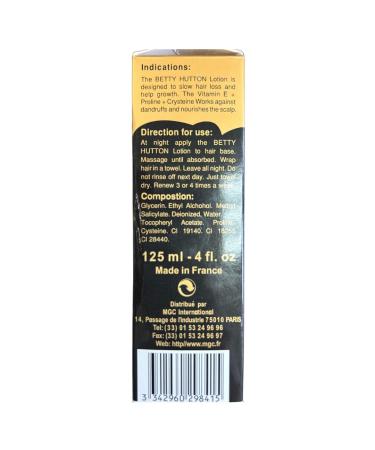 Indications:
The BETTY HUTTON Lotion is
designed to slow hair loss and
help growth. The Vitamin E +
Proline + Crysteine Works against
dandruffs and nourishes the scalp.
Direction for use:
At night apply the BETTY
HUTTON Lotion to hair base.
Massage until absorbed. Wrap
hair in a towel. Leave all night. Do
not rinse off next day. Just towel
dry. Renew 3 or 4 times a week.
Compostion:
Glycerin. Ethyl Alchohol. Methyl
Salicylate. Deionized, Water.
Tocopheryl Acetate. Proline.
Cysteine. CI 19140. CI
CI 28440.
125 ml - 4 fl. oz
Made in France
Distribué par
MGC International
14, Passage de l'industrie 75010 PARIS
Tel: (33) 01 53 24 96 96
Fax: (33) 01 53 24 96 97
Web: http//www.mgc.fr
3 342960 298415